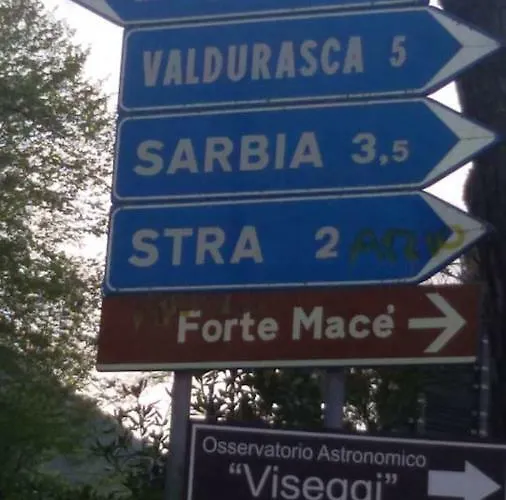 VALDURASCA 5
SARBIA 3,5
STRA 2
Forte Macè
Osservatorio Astronomico
"Viseggi"